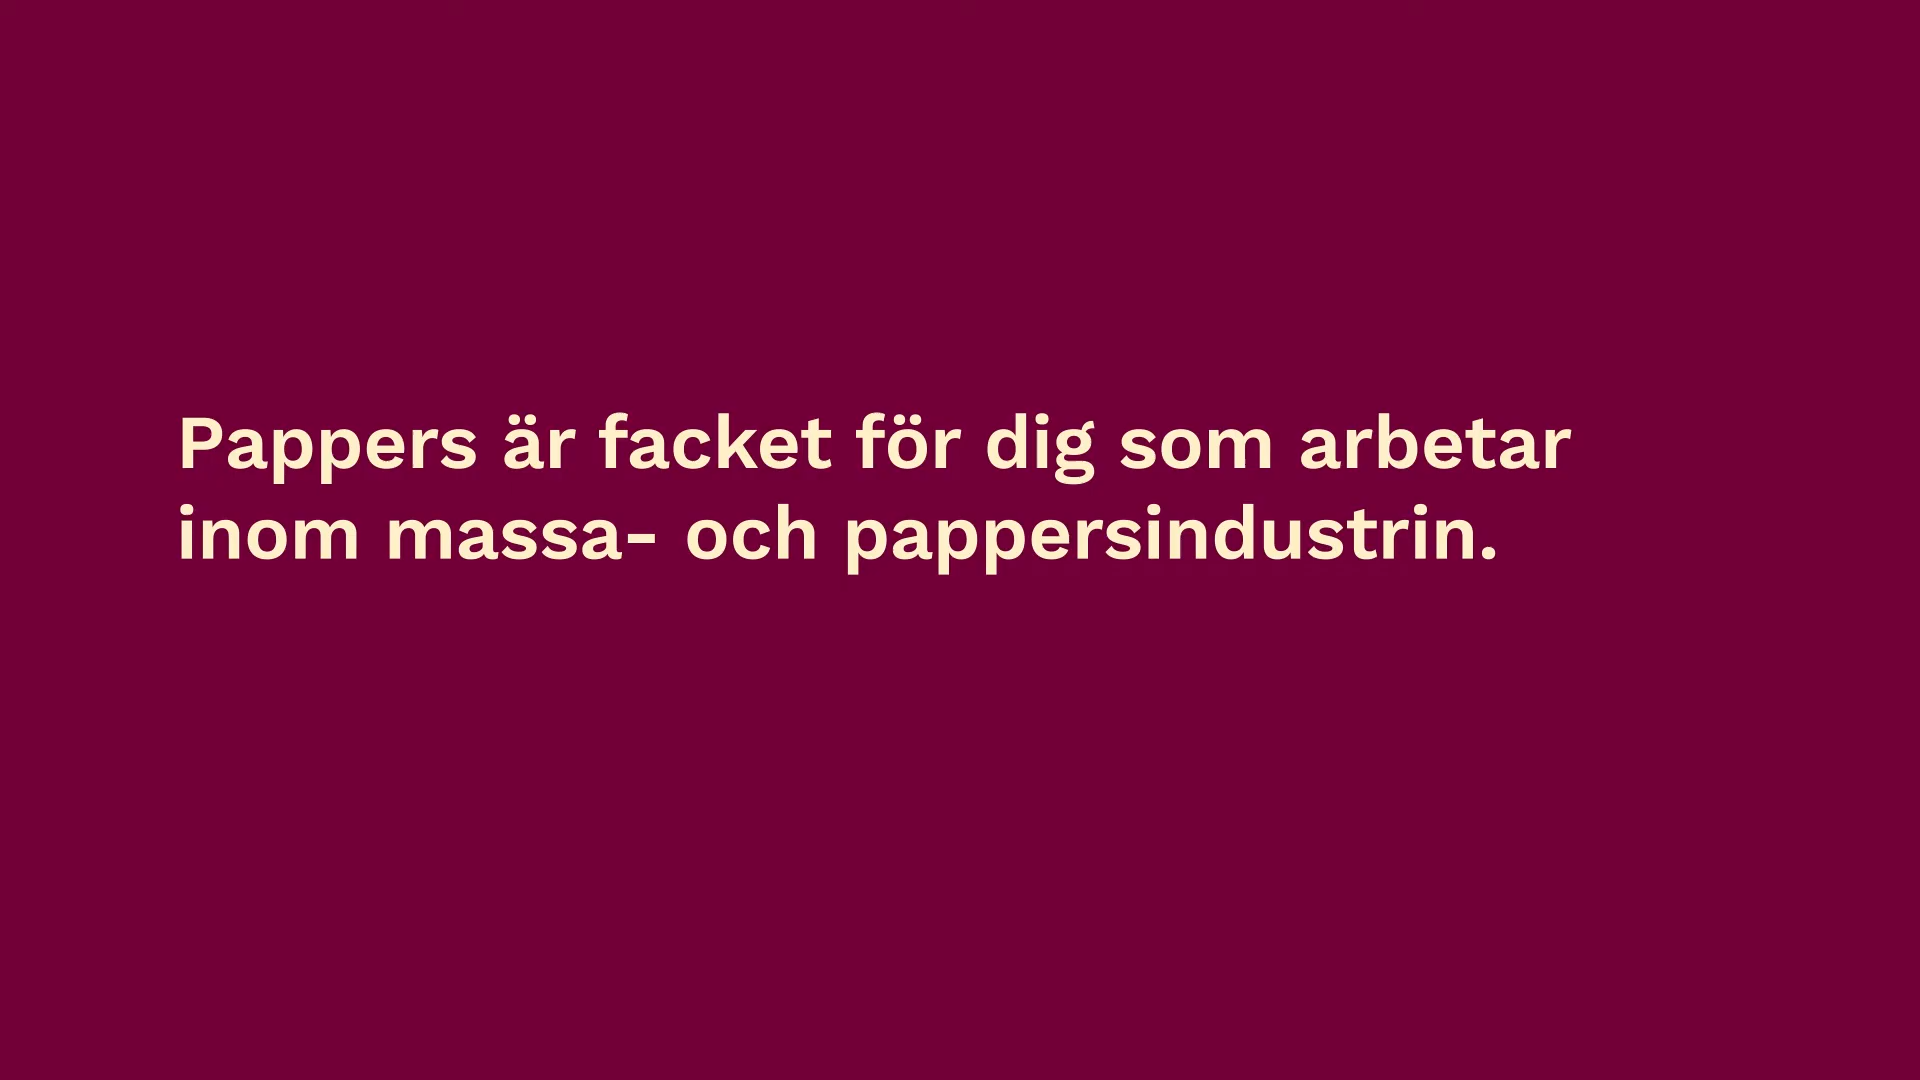 Pappers är facket för dig som arbetar
inom massa- och pappersindustrin.